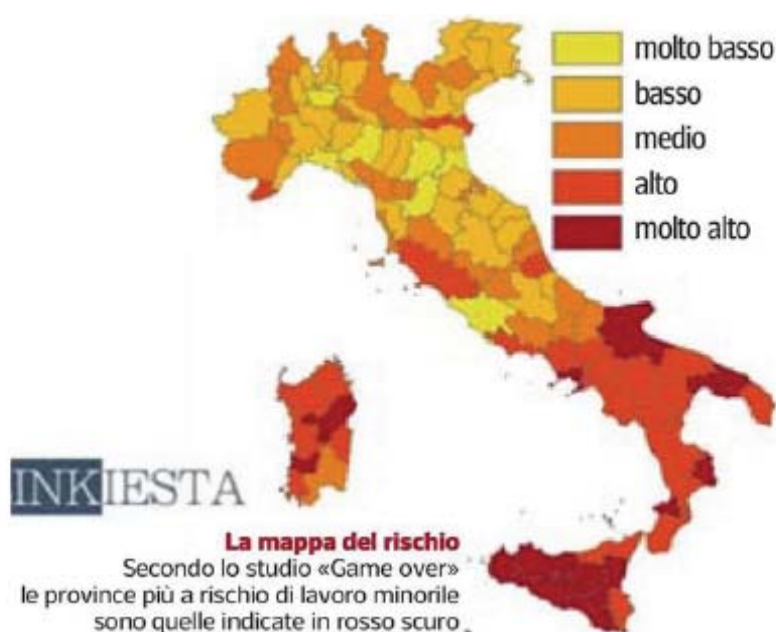 molto basso
basso
medio
alto
molto alto
INKIESTA
La mappa del rischio
Secondo lo studio «Game over»
le province più a rischio di lavoro minorile
sono quelle indicate in rosso scuro